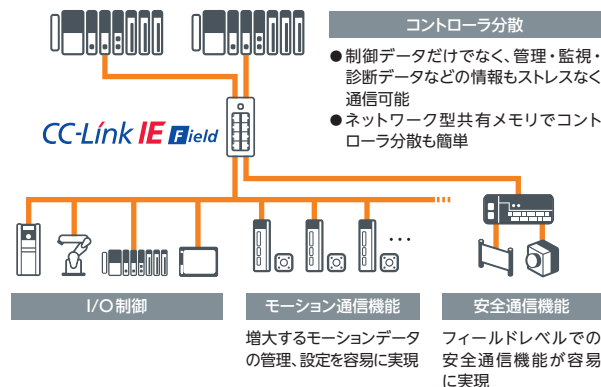 コントローラ分散
●制御データだけでなく、管理・監視・
診断データなどの情報もストレスなく
通信可能
●ネットワーク型共有メモリでコント
ローラ分散も簡単
CC-Link IE Field
I/O制御
モーション通信機能
増大するモーションデータ
の管理、設定を容易に実現
安全通信機能
フィールドレベルでの
安全通信機能が容易
に実現